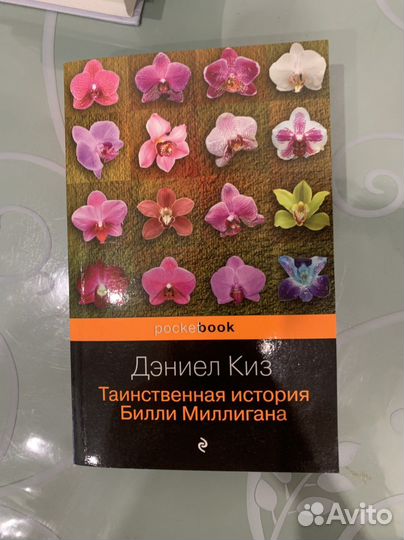 pocketbook
Дэниел Киз
Таинственная история
Билли Миллигана
Avito